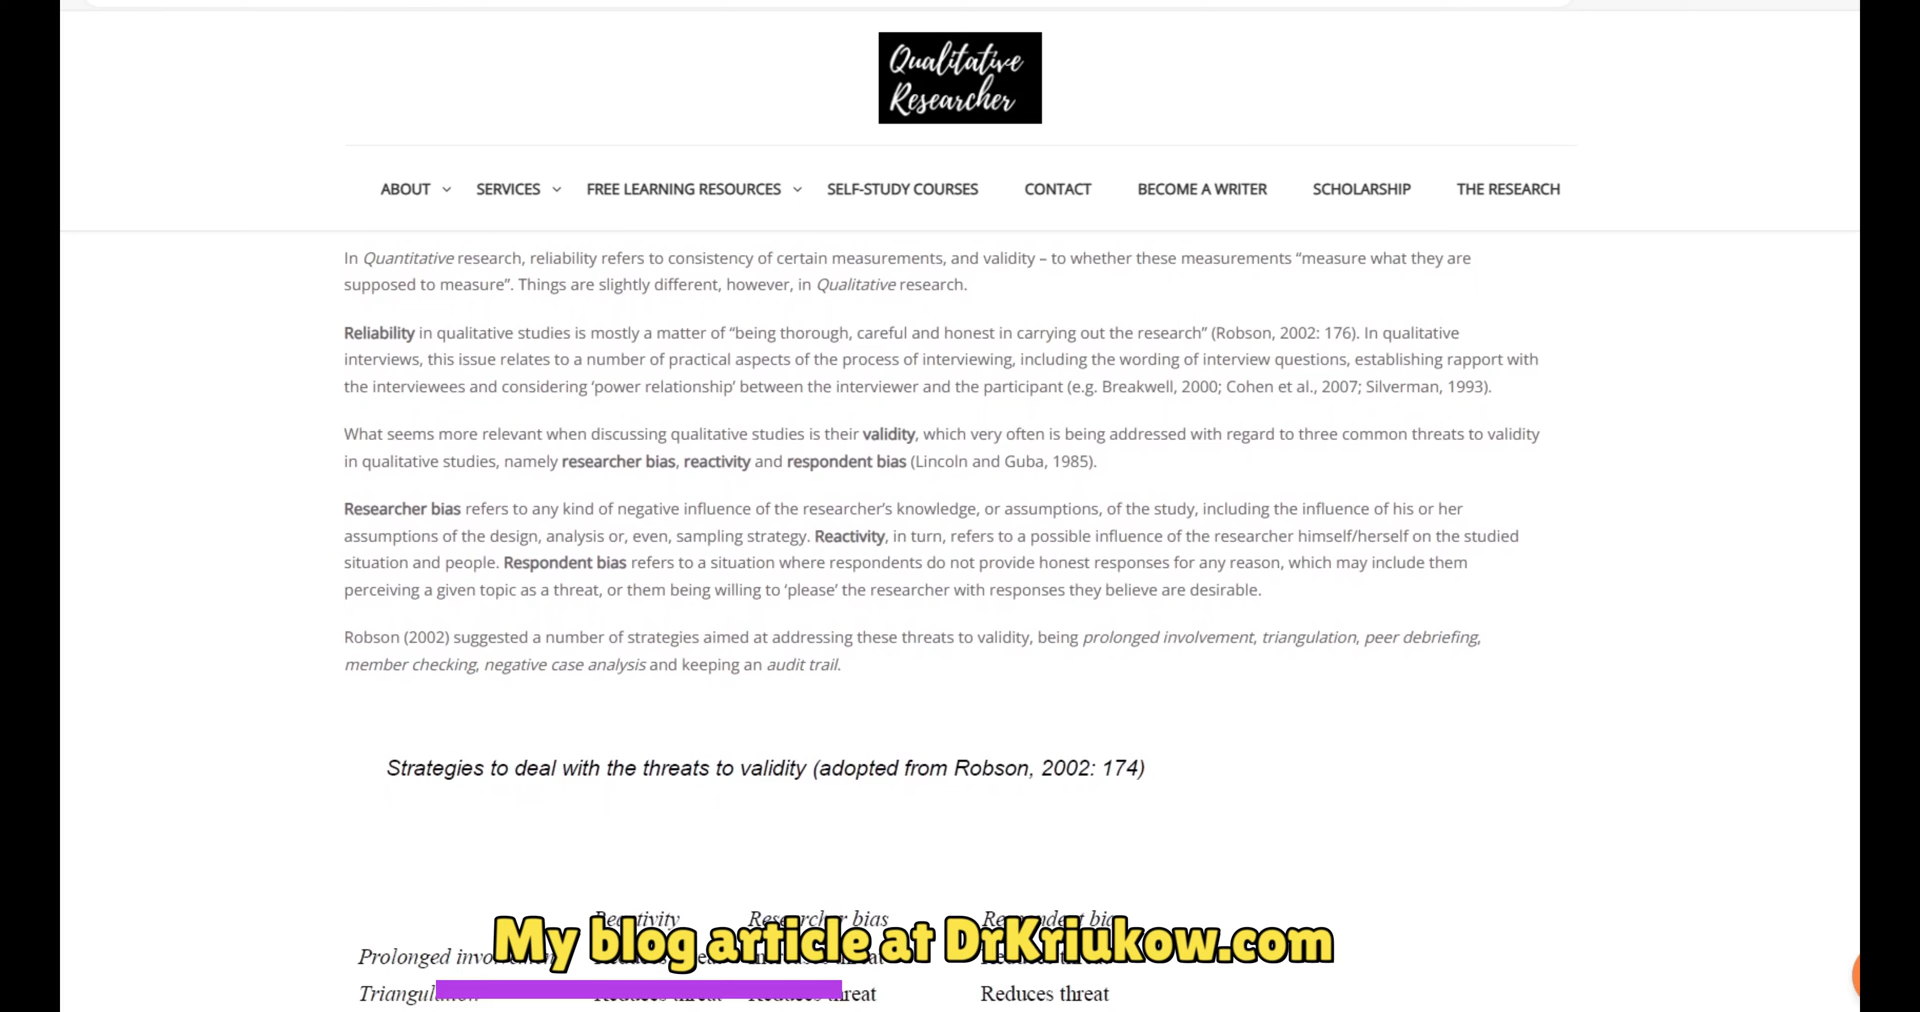 Qualitative
Researcher
ABOUT SERVICES FREE LEARNING RESOURCES SELF-STUDY COURSES CONTACT BECOME A WRITER SCHOLARSHIP THE RESEARCH
In Quantitative research, reliability refers to consistency of certain measurements, and validity – to whether these measurements “measure what they are
supposed to measure”. Things are slightly different, however, in Qualitative research.
Reliability in qualitative studies is mostly a matter of “being thorough, careful and honest in carrying out the research” (Robson, 2002: 176). In qualitative
interviews, this issue relates to a number of practical aspects of the process of interviewing, including the wording of interview questions, establishing rapport with
the interviewees and considering ‘power relationship’ between the interviewer and the participant (e.g. Breakwell, 2000; Cohen et al., 2007; Silverman, 1993).
What seems more relevant when discussing qualitative studies is their validity, which very often is being addressed with regard to three common threats to validity
in qualitative studies, namely researcher bias, reactivity and respondent bias (Lincoln and Guba, 1985).
Researcher bias refers to any kind of negative influence of the researcher’s knowledge, or assumptions, of the study, including the influence of his or her
assumptions of the design, analysis or, even, sampling strategy. Reactivity, in turn, refers to a possible influence of the researcher himself/herself on the studied
situation and people. Respondent bias refers to a situation where respondents do not provide honest responses for any reason, which may include them
perceiving a given topic as a threat, or them being willing to ‘please’ the researcher with responses they believe are desirable.
Robson (2002) suggested a number of strategies aimed at addressing these threats to validity, being prolonged involvement, triangulation, peer debriefing,
member checking, negative case analysis and keeping an audit trail.
Strategies to deal with the threats to validity (adopted from Robson, 2002: 174)
Reactivity Researcher bias Respondent bias
My blog article at DrKriukow.com
Prolonged
Triangulation Reduces threat Reduces threat Reduces threat